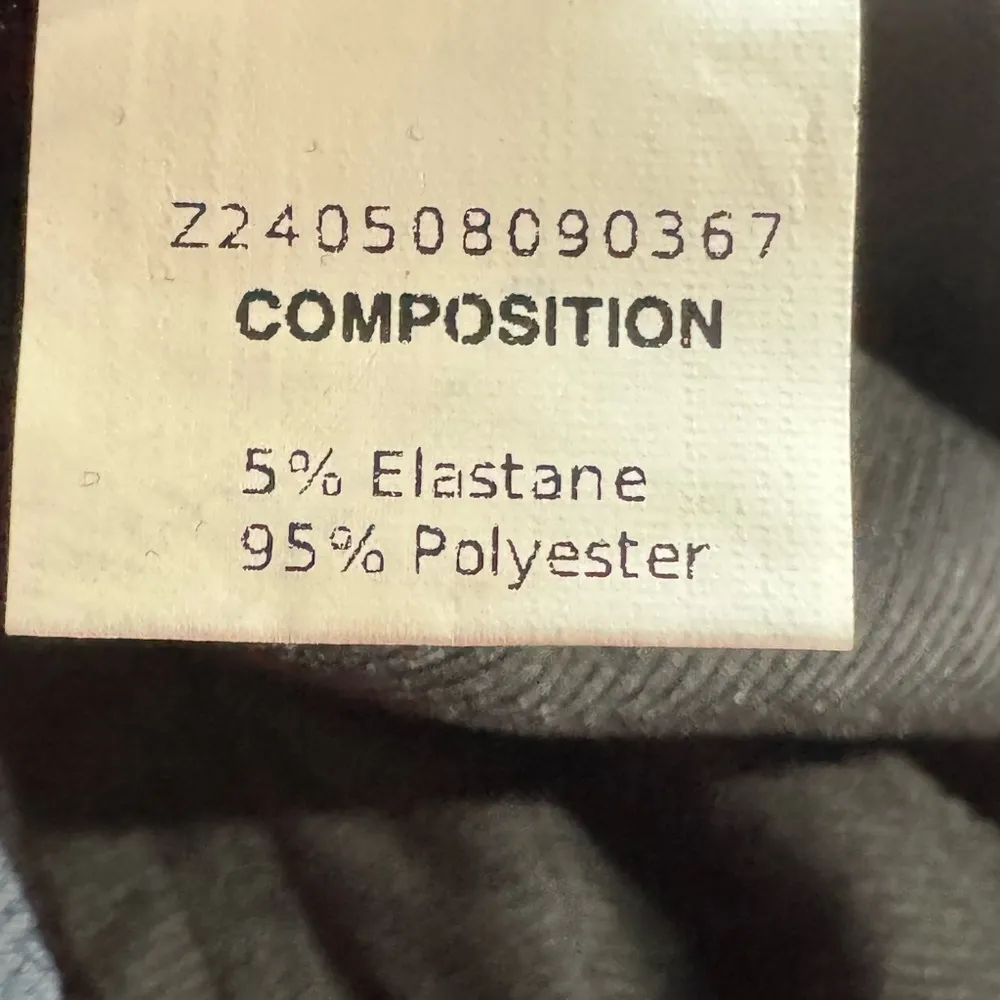 Z240508090367
COMPOSITION
5% Elastane
95% Polyester